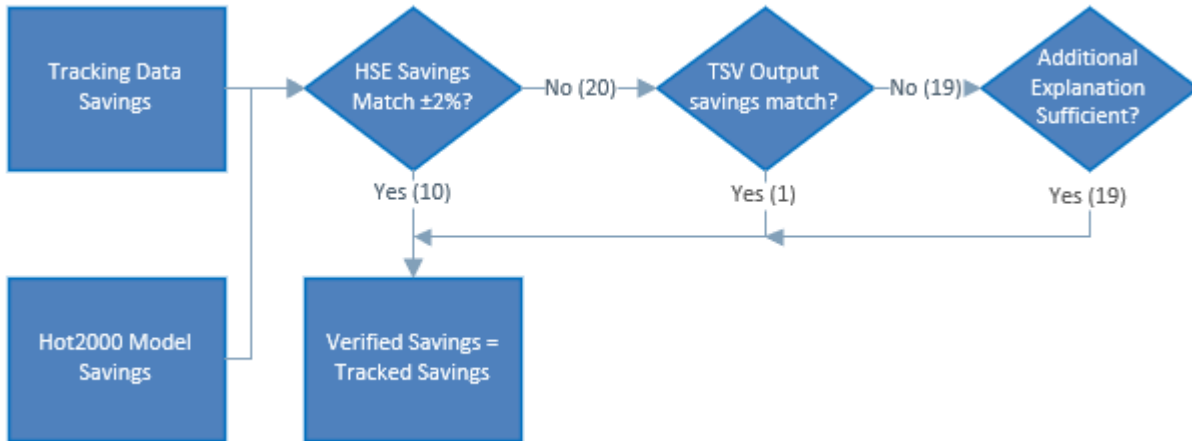 Tracking Data
Savings
HSE Savings
Match ±2%?
No (20)
TSV Output
savings match?
No (19)
Additional
Explanation
Sufficient?
Yes (10)
Yes (1)
Yes (19)
Hot2000 Model
Savings
Verified Savings =
Tracked Savings